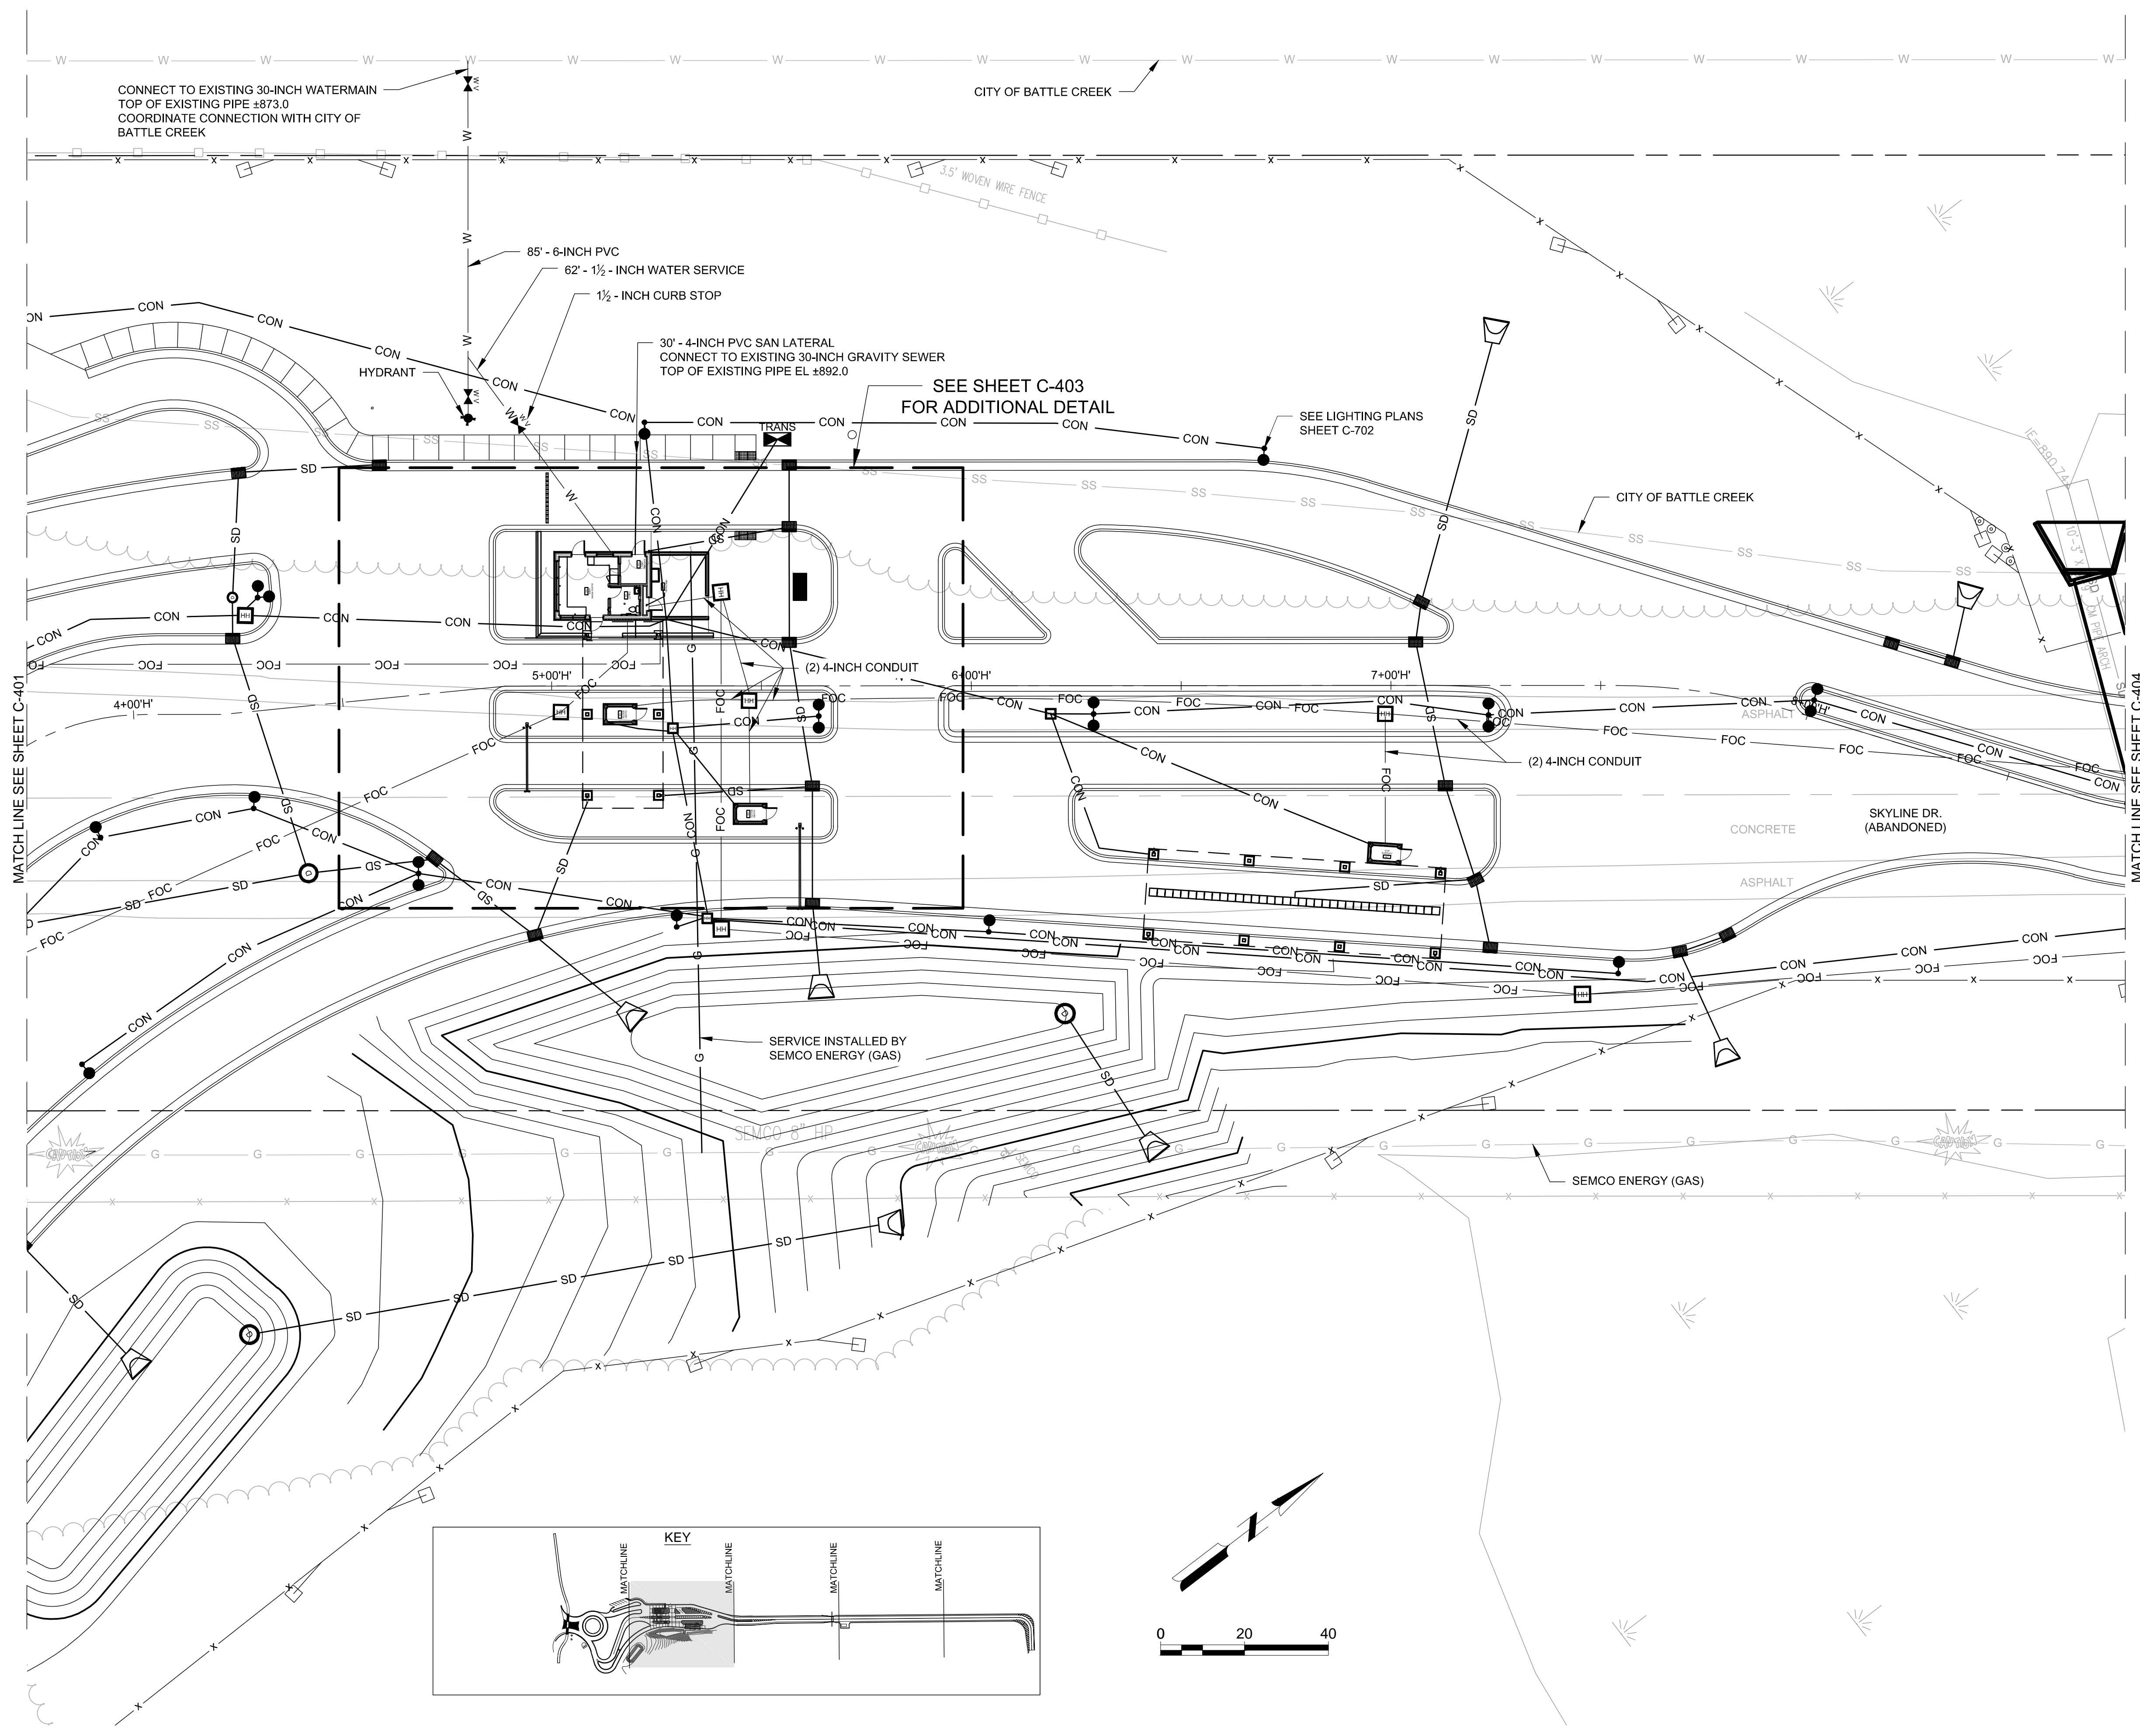 CONNECT TO EXISTING 30-INCH WATERMAIN
TOP OF EXISTING PIPE ±873.0
COORDINATE CONNECTION WITH CITY OF
BATTLE CREEK
CITY OF BATTLE CREEK
3.5' WOVEN WIRE FENCE
85' - 6-INCH PVC
62' - 1½ - INCH WATER SERVICE
1½ - INCH CURB STOP
30' - 4-INCH PVC SAN LATERAL
CONNECT TO EXISTING 30-INCH GRAVITY SEWER
TOP OF EXISTING PIPE EL ±892.0
HYDRANT
SEE SHEET C-403
FOR ADDITIONAL DETAIL
TRANS
SEE LIGHTING PLANS
SHEET C-702
CITY OF BATTLE CREEK
(2) 4-INCH CONDUIT
4+00'H'
5+00'H'
6+00'H'
7+00'H'
8+00'H'
ASPHALT
(2) 4-INCH CONDUIT
SKYLINE DR.
(ABANDONED)
CONCRETE
ASPHALT
MATCH LINE SEE SHEET C-401
MATCH LINE SEE SHEET C-404
SERVICE INSTALLED BY
SEMCO ENERGY (GAS)
SEMCO 8" HP
SEMCO
SEMCO ENERGY (GAS)
KEY
MATCHLINE
MATCHLINE
MATCHLINE
MATCHLINE
0 20 40